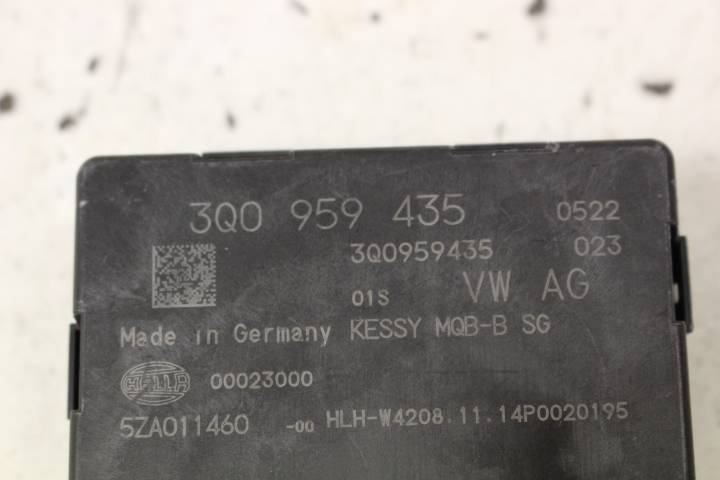 3Q0 959 435 0522
3Q0959435 023
01S VW AG
Made in Germany KESSY MQB-B SG
HELLA 00023000
5ZA011460 -00 HLH-W4208.11.14P0020195